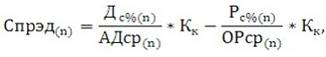 Спрэд(n) = Дс%(n) / АДср(n) * Кк − Рс%(n) / ОРср(n) * Кк,